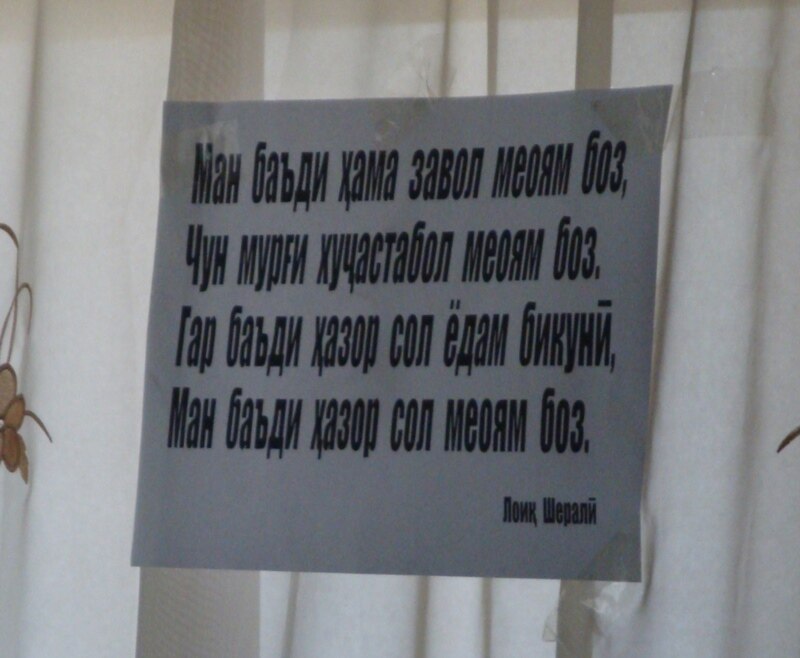 Ман баъди ҳама завол меоям боз,
Чун мурғи хуҷастабол меоям боз.
Гар баъди ҳазор сол ёдам бикунӣ,
Ман баъди ҳазор сол меоям боз.
Лоиқ Шералӣ